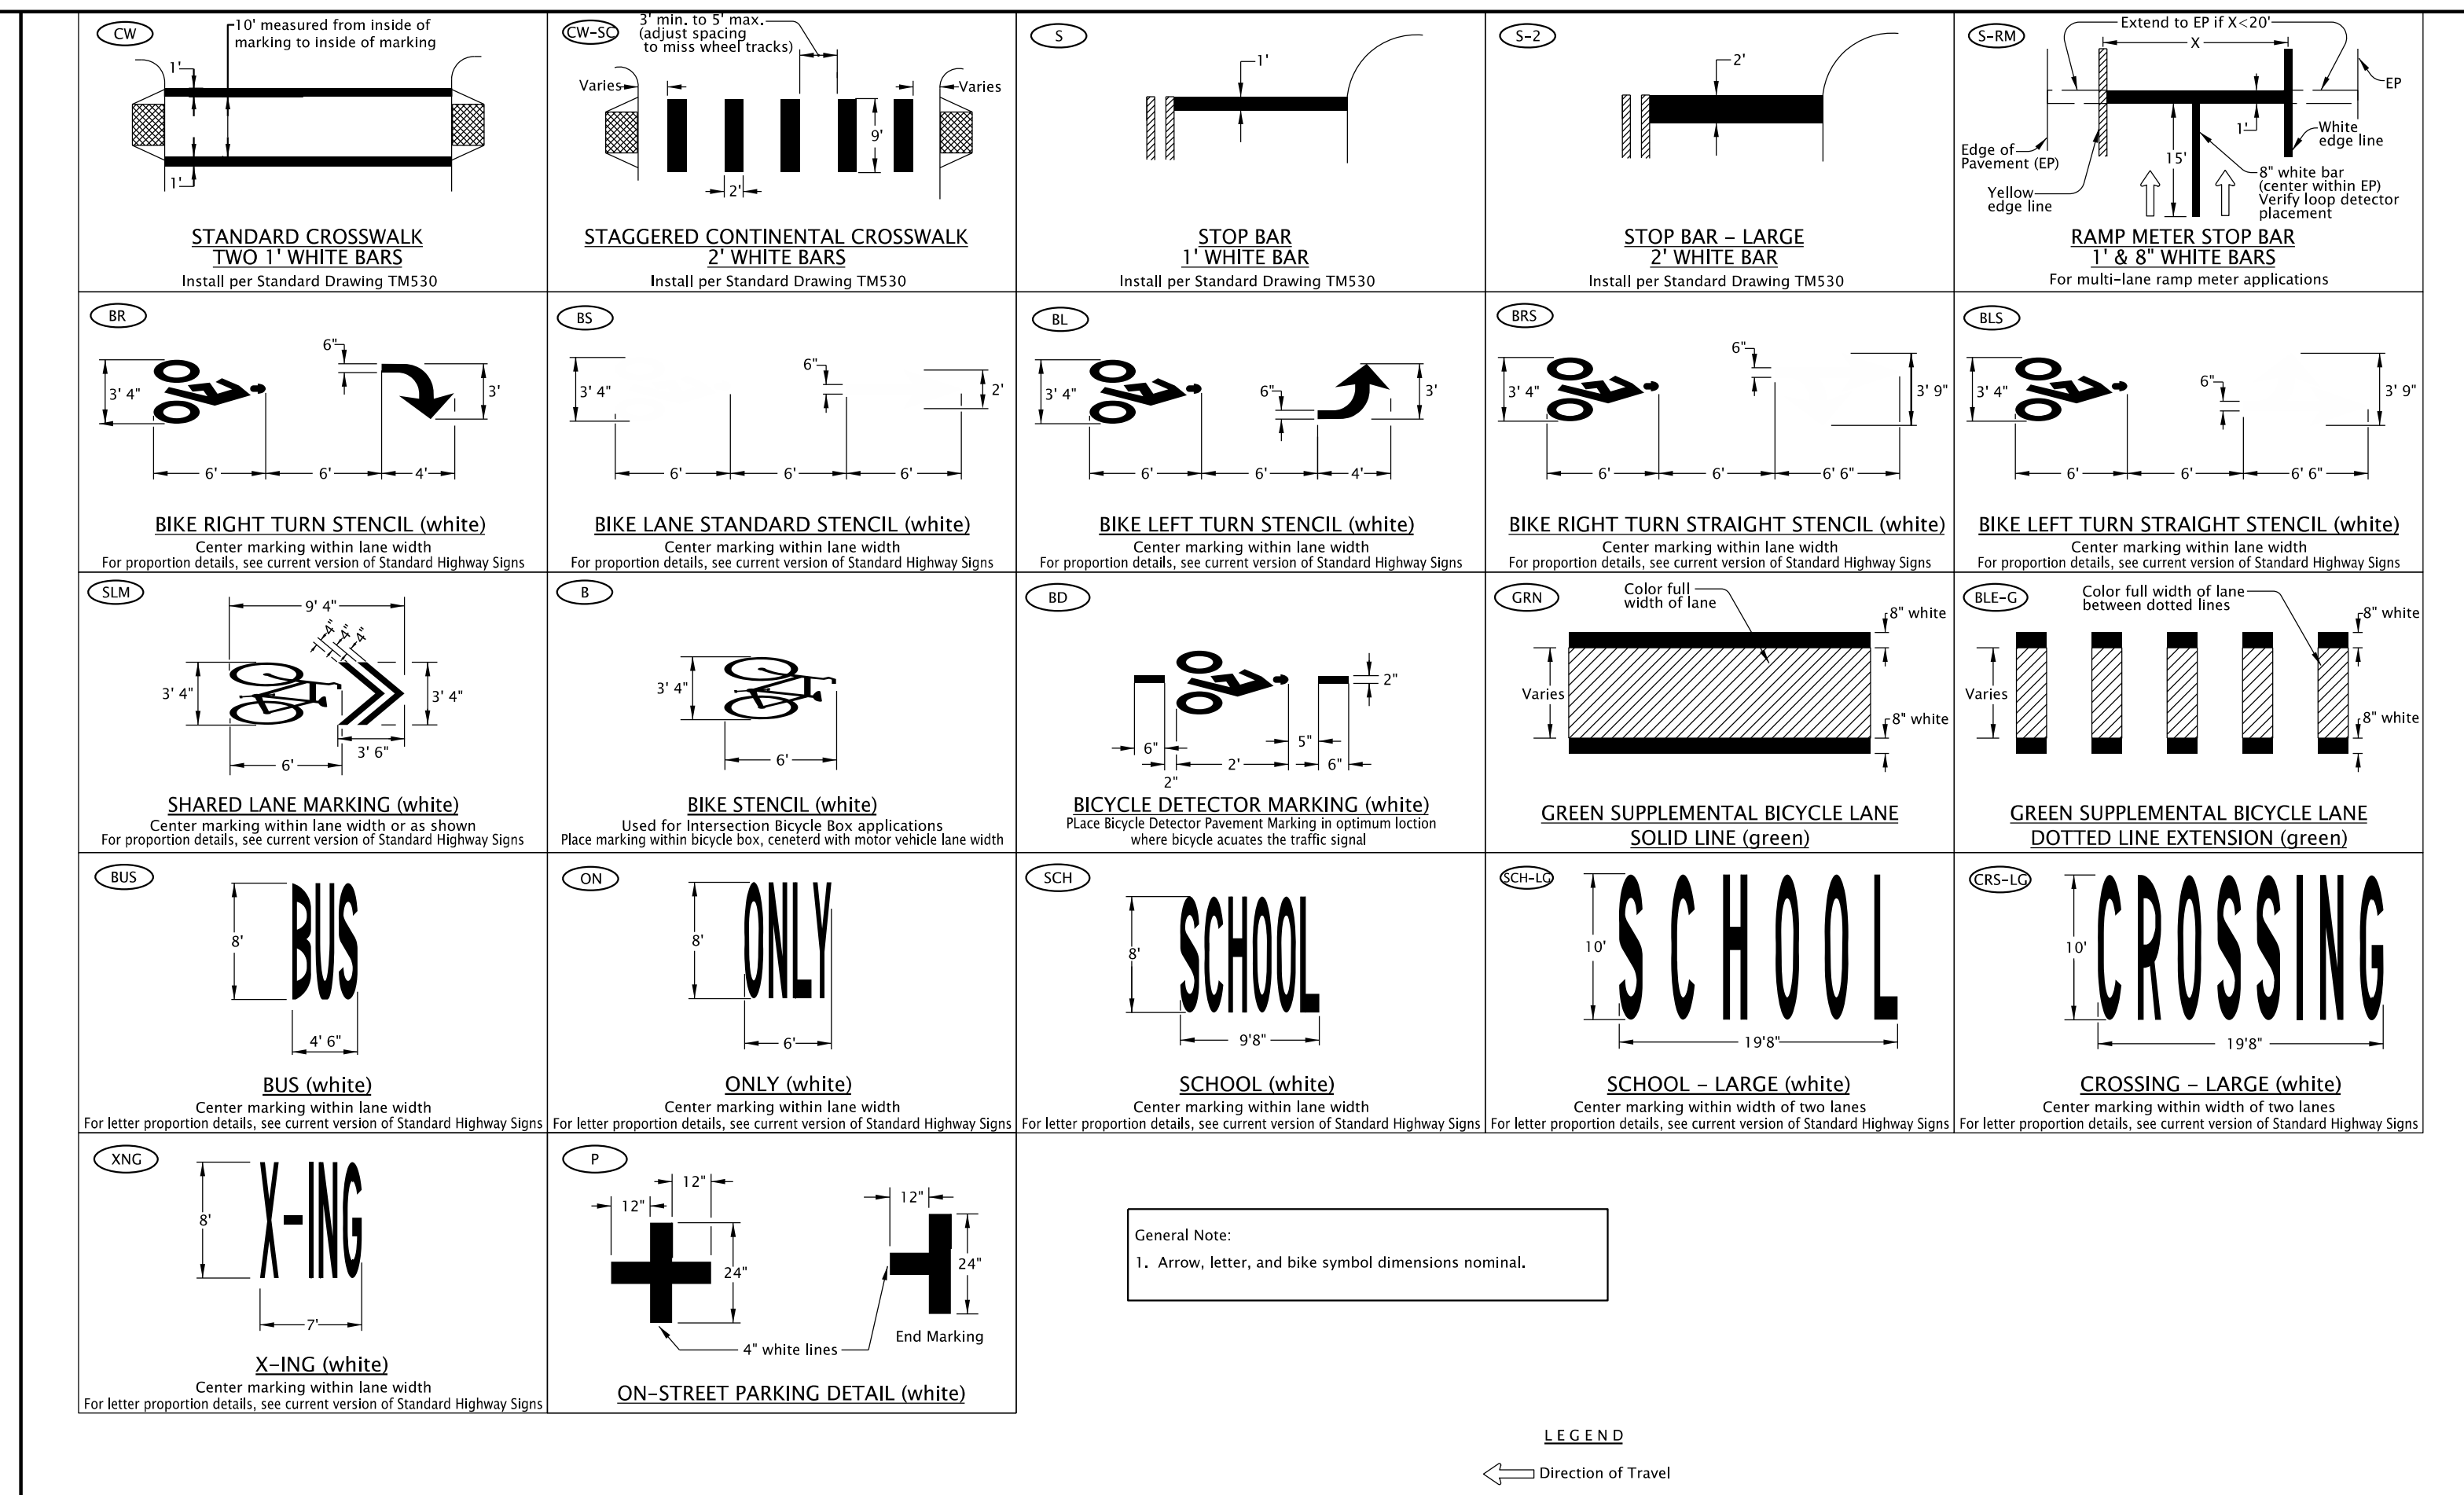 CW
10' measured from inside of
marking to inside of marking
1'
1'
STANDARD CROSSWALK
TWO 1' WHITE BARS
Install per Standard Drawing TM530
CW-SC
3' min. to 5' max.
(adjust spacing
to miss wheel tracks)
Varies
Varies
9'
2'
STAGGERED CONTINENTAL CROSSWALK
2' WHITE BARS
Install per Standard Drawing TM530
S
1'
STOP BAR
1' WHITE BAR
Install per Standard Drawing TM530
S-2
2'
STOP BAR – LARGE
2' WHITE BAR
Install per Standard Drawing TM530
S-RM
Extend to EP if X<20'
X
EP
1'
White
edge line
Edge of
Pavement (EP)
15'
8" white bar
(center within EP)
Verify loop detector
placement
Yellow
edge line
RAMP METER STOP BAR
1' & 8" WHITE BARS
For multi-lane ramp meter applications
BR
6"
3' 4"
3'
6'
6'
4'
BIKE RIGHT TURN STENCIL (white)
Center marking within lane width
For proportion details, see current version of Standard Highway Signs
BS
6"
3' 4"
2'
6'
6'
6'
BIKE LANE STANDARD STENCIL (white)
Center marking within lane width
For proportion details, see current version of Standard Highway Signs
BL
3' 4"
6"
3'
6'
6'
4'
BIKE LEFT TURN STENCIL (white)
Center marking within lane width
For proportion details, see current version of Standard Highway Signs
BRS
6"
3' 4"
3' 9"
6'
6'
6' 6"
BIKE RIGHT TURN STRAIGHT STENCIL (white)
Center marking within lane width
For proportion details, see current version of Standard Highway Signs
BLS
6"
3' 4"
3' 9"
6'
6'
6' 6"
BIKE LEFT TURN STRAIGHT STENCIL (white)
Center marking within lane width
For proportion details, see current version of Standard Highway Signs
SLM
9' 4"
4"
4"
4"
3' 4"
3' 4"
3' 6"
6'
SHARED LANE MARKING (white)
Center marking within lane width or as shown
For proportion details, see current version of Standard Highway Signs
B
3' 4"
6'
BIKE STENCIL (white)
Used for Intersection Bicycle Box applications
Place marking within bicycle box, ceneterd with motor vehicle lane width
BD
2"
6"
5"
2'
6"
2"
BICYCLE DETECTOR MARKING (white)
PLace Bicycle Detector Pavement Marking in optimum loction
where bicycle acuates the traffic signal
GRN
Color full
width of lane
8" white
Varies
8" white
GREEN SUPPLEMENTAL BICYCLE LANE
SOLID LINE (green)
BLE-G
Color full width of lane
between dotted lines
8" white
Varies
8" white
GREEN SUPPLEMENTAL BICYCLE LANE
DOTTED LINE EXTENSION (green)
BUS
8'
BUS
4' 6"
BUS (white)
Center marking within lane width
For letter proportion details, see current version of Standard Highway Signs
ON
8'
ONLY
6'
ONLY (white)
Center marking within lane width
For letter proportion details, see current version of Standard Highway Signs
SCH
8'
SCHOOL
9'8"
SCHOOL (white)
Center marking within lane width
For letter proportion details, see current version of Standard Highway Signs
SCH-LG
10'
SCHOOL
19'8"
SCHOOL – LARGE (white)
Center marking within width of two lanes
For letter proportion details, see current version of Standard Highway Signs
CRS-LG
10'
CROSSING
19'8"
CROSSING – LARGE (white)
Center marking within width of two lanes
For letter proportion details, see current version of Standard Highway Signs
XNG
8'
X-ING
7'
X-ING (white)
Center marking within lane width
For letter proportion details, see current version of Standard Highway Signs
P
12"
12"
12"
24"
24"
End Marking
4" white lines
ON-STREET PARKING DETAIL (white)
General Note:
1. Arrow, letter, and bike symbol dimensions nominal.
LEGEND
Direction of Travel